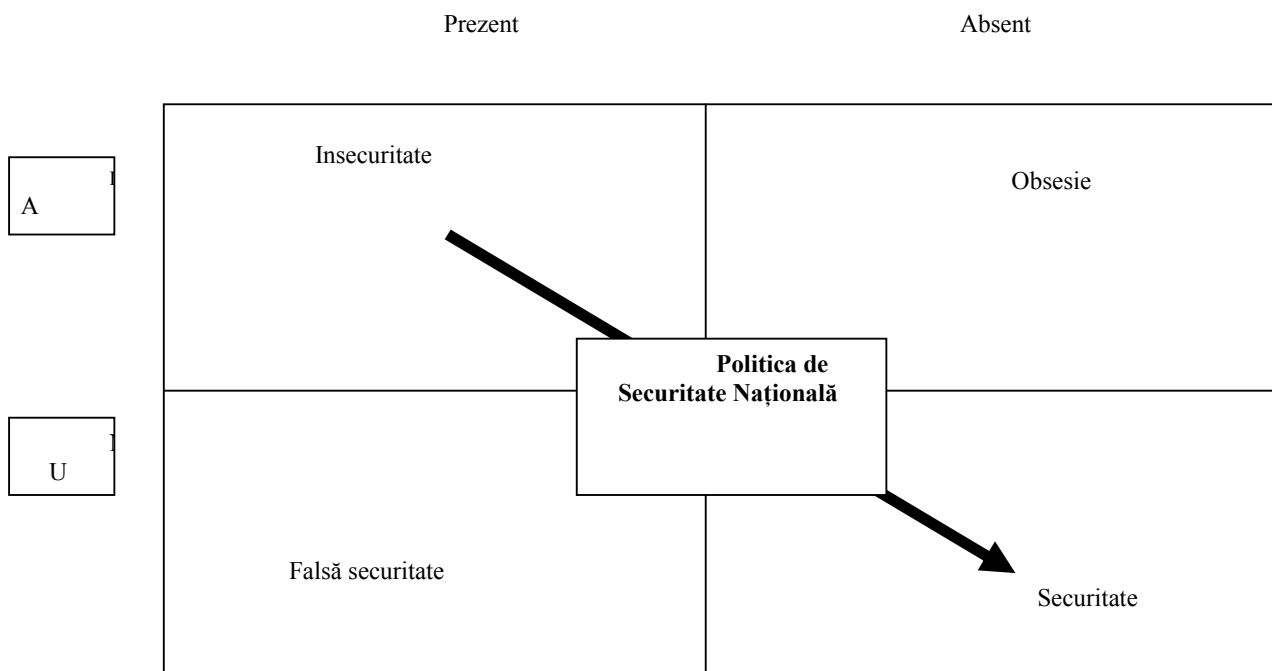 Prezent Absent
Insecuritate
Obsesie
A
Politica de
Securitate Națională
U
Falsă securitate
Securitate